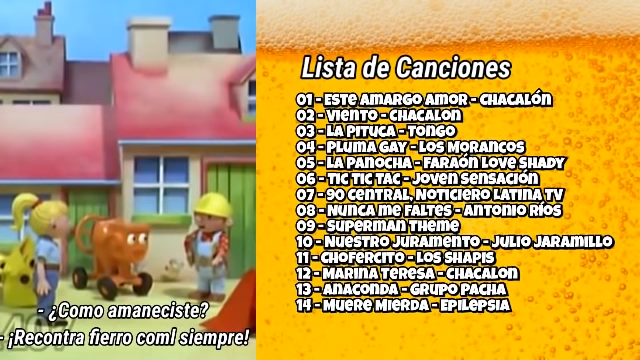 - ¿Como amaneciste?
- ¡Recontra fierro coml siempre!
Lista de Canciones
01 - Este amargo amor - Chacalón
02 - Viento - Chacalon
03 - La Pituca - Tongo
04 - Pluma Gay - Los Morancos
05 - La Panocha - Faraón Love Shady
06 - Tic Tic Tac - Joven Sensación
07 - 90 Central, Noticiero Latina TV
08 - Nunca me faltes - Antonio Ríos
09 - Superman Theme
10 - Nuestro Juramento - Julio Jaramillo
11 - Chofercito - Los Shapis
12 - Marina Teresa - Chacalon
13 - Anaconda - Grupo Pacha
14 - Muere Mierda - Epilepsia